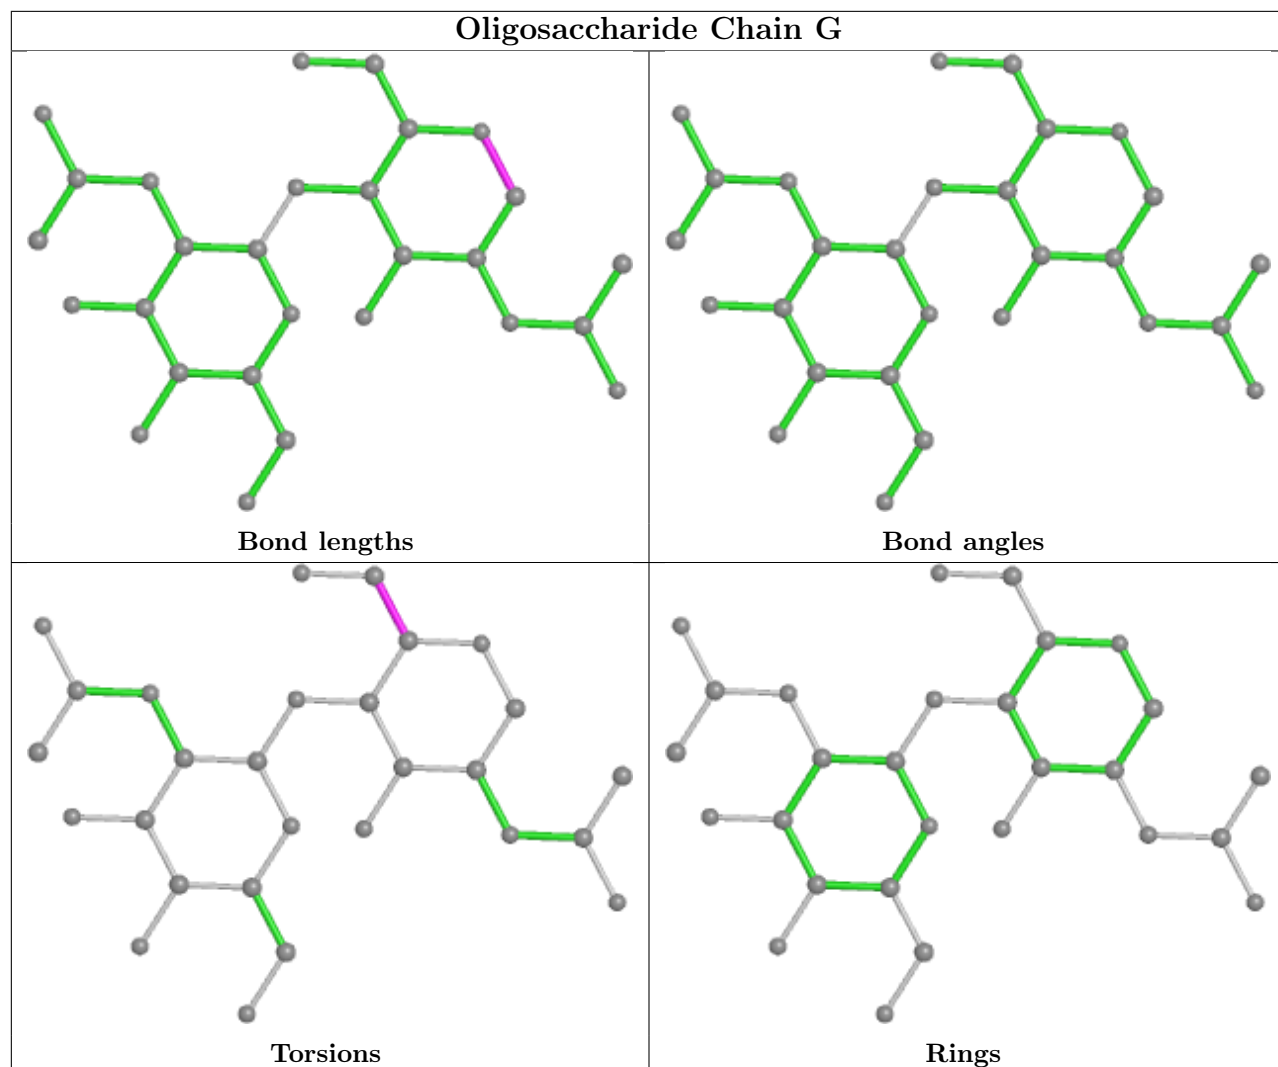 Oligosaccharide Chain G
Bond lengths
Bond angles
Torsions
Rings